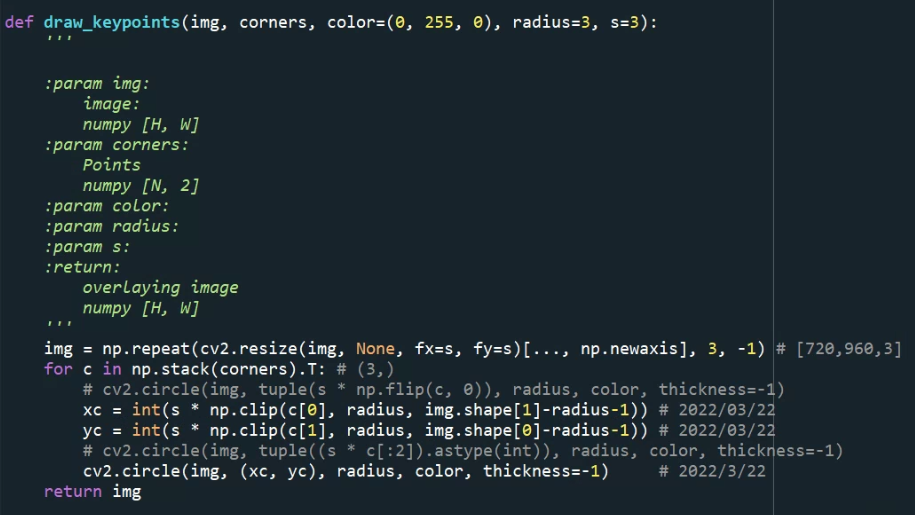 def draw_keypoints(img, corners, color=(0, 255, 0), radius=3, s=3):
    '''

    :param img:
        image:
        numpy [H, W]
    :param corners:
        Points
        numpy [N, 2]
    :param color:
    :param radius:
    :param s:
    :return:
        overlaying image
        numpy [H, W]
    '''
    img = np.repeat(cv2.resize(img, None, fx=s, fy=s)[..., np.newaxis], 3, -1) # [720,960,3]
    for c in np.stack(corners).T: # (3,)
        # cv2.circle(img, tuple(s * np.flip(c, 0)), radius, color, thickness=-1)
        xc = int(s * np.clip(c[0], radius, img.shape[1]-radius-1)) # 2022/03/22
        yc = int(s * np.clip(c[1], radius, img.shape[0]-radius-1)) # 2022/03/22
        # cv2.circle(img, tuple((s * c[:2]).astype(int)), radius, color, thickness=-1)
        cv2.circle(img, (xc, yc), radius, color, thickness=-1)     # 2022/3/22
    return img